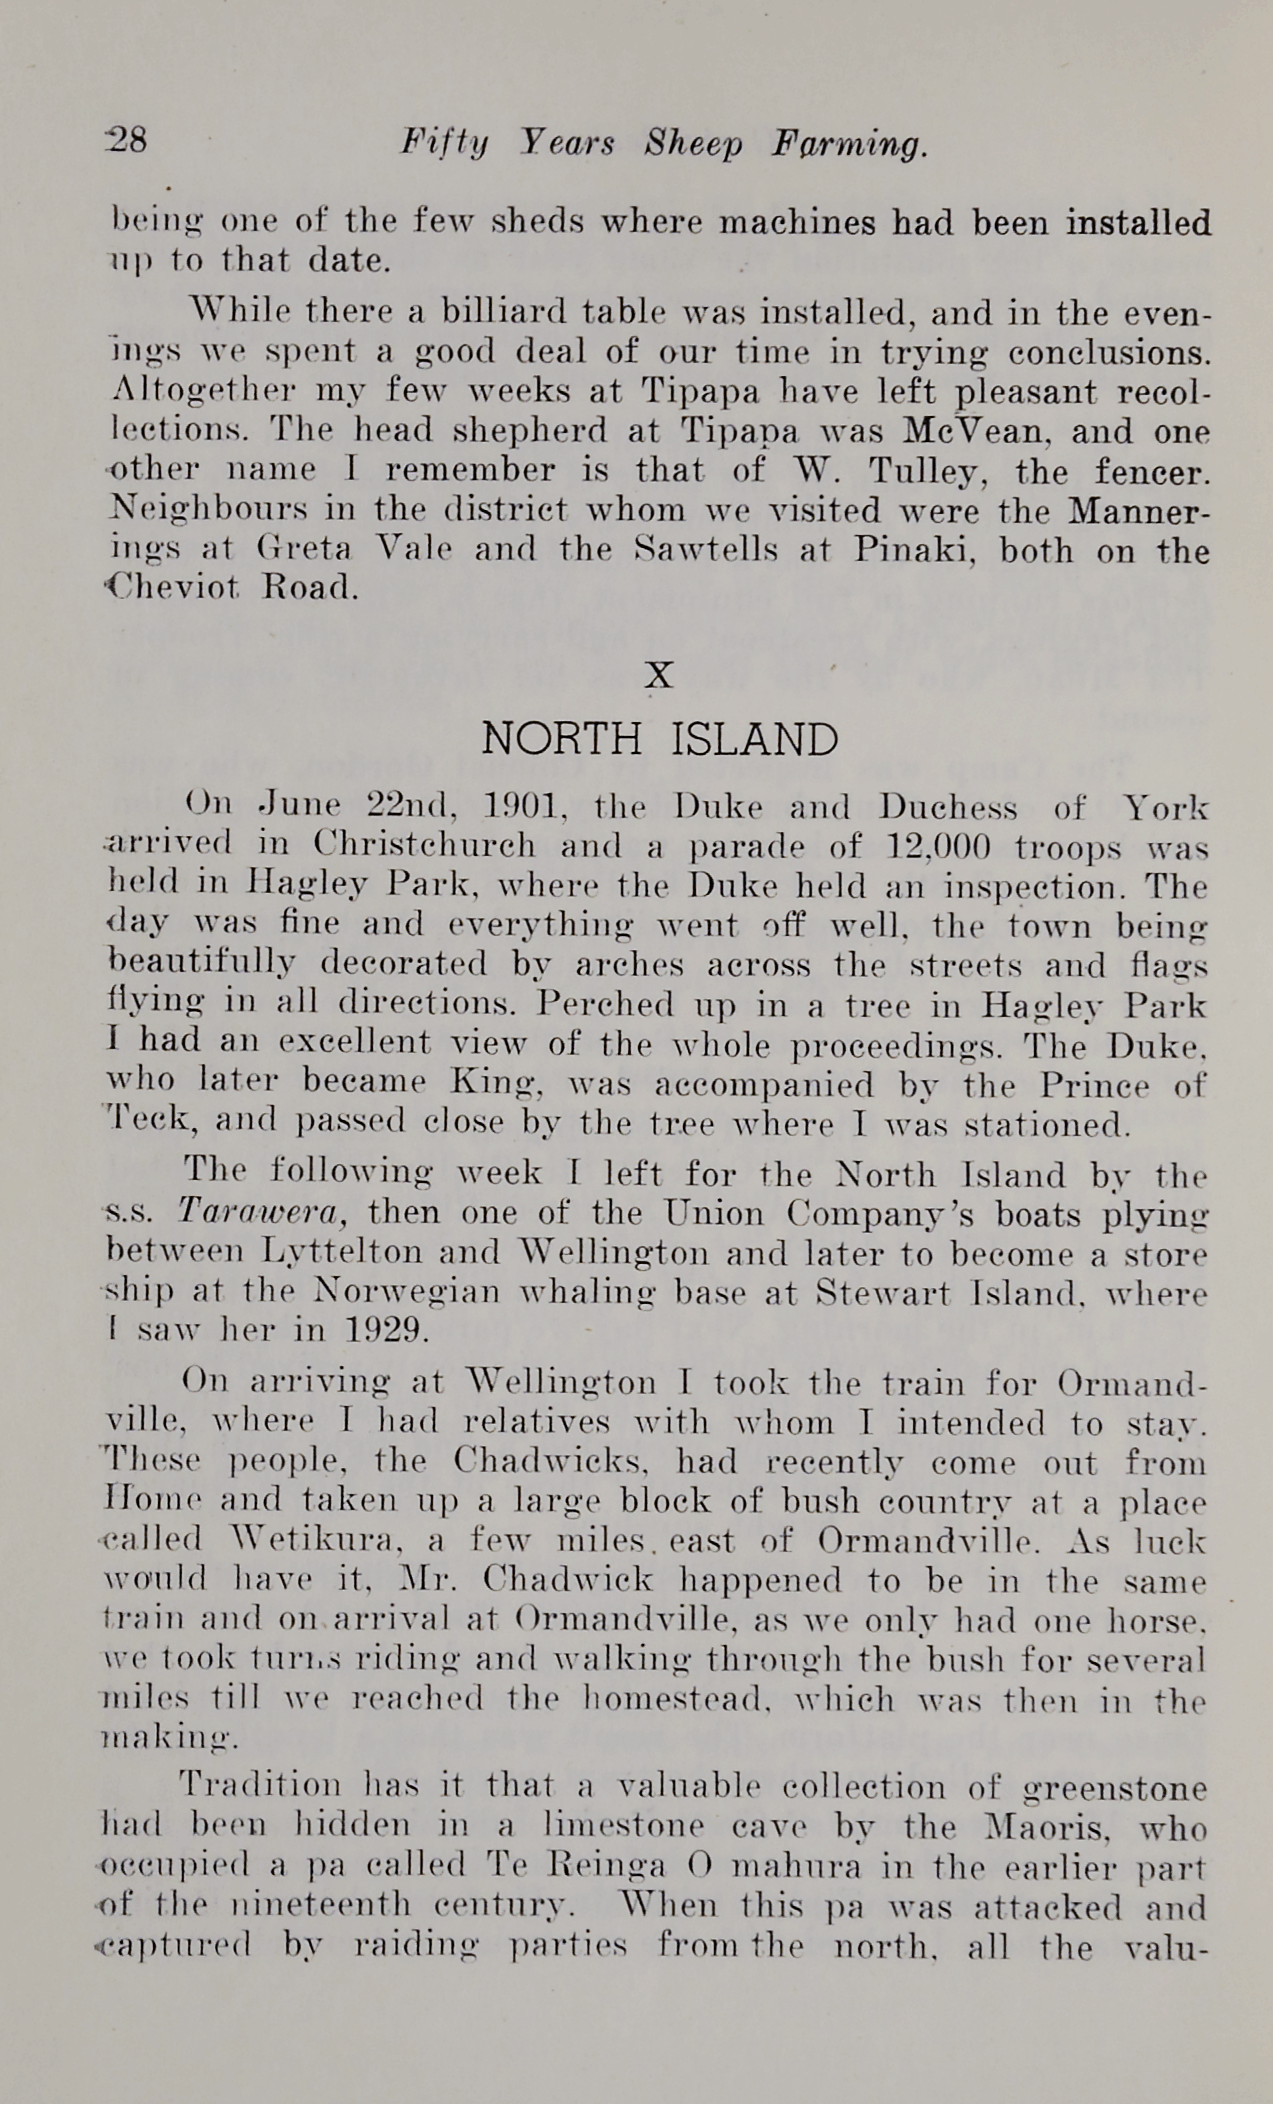 28 Fifty Years Sheep Farming.
being one of the few sheds where machines had been installed
up to that date.
While there a billiard table was installed, and in the even-
ings we spent a good deal of our time in trying conclusions.
Altogether my few weeks at Tipapa have left pleasant recol-
lections. The head shepherd at Tipapa was McVean, and one
other name I remember is that of W. Tulley, the fencer.
Neighbours in the district whom we visited were the Manner-
ings at Greta Vale and the Sawtells at Pinaki, both on the
Cheviot Road.
X
NORTH ISLAND
On June 22nd, 1901, the Duke and Duchess of York
arrived in Christchurch and a parade of 12,000 troops was
held in Hagley Park, where the Duke held an inspection. The
day was fine and everything went off well, the town being
beautifully decorated by arches across the streets and flags
flying in all directions. Perched up in a tree in Hagley Park
I had an excellent view of the whole proceedings. The Duke,
who later became King, was accompanied by the Prince of
Teck, and passed close by the tree where I was stationed.
The following week I left for the North Island by the
s.s. Tarawera, then one of the Union Company's boats plying
between Lyttelton and Wellington and later to become a store
ship at the Norwegian whaling base at Stewart Island, where
I saw her in 1929.
On arriving at Wellington I took the train for Ormand-
ville, where I had relatives with whom I intended to stay.
These people, the Chadwicks, had recently come out from
Home and taken up a large block of bush country at a place
called Wetikura, a few miles east of Ormandville. As luck
would have it, Mr. Chadwick happened to be in the same
train and on arrival at Ormandville, as we only had one horse,
we took turns riding and walking through the bush for several
miles till we reached the homestead, which was then in the
making.
Tradition has it that a valuable collection of greenstone
had been hidden in a limestone cave by the Maoris, who
occupied a pa called Te Reinga O mahura in the earlier part
of the nineteenth century. When this pa was attacked and
captured by raiding parties from the north, all the valu-